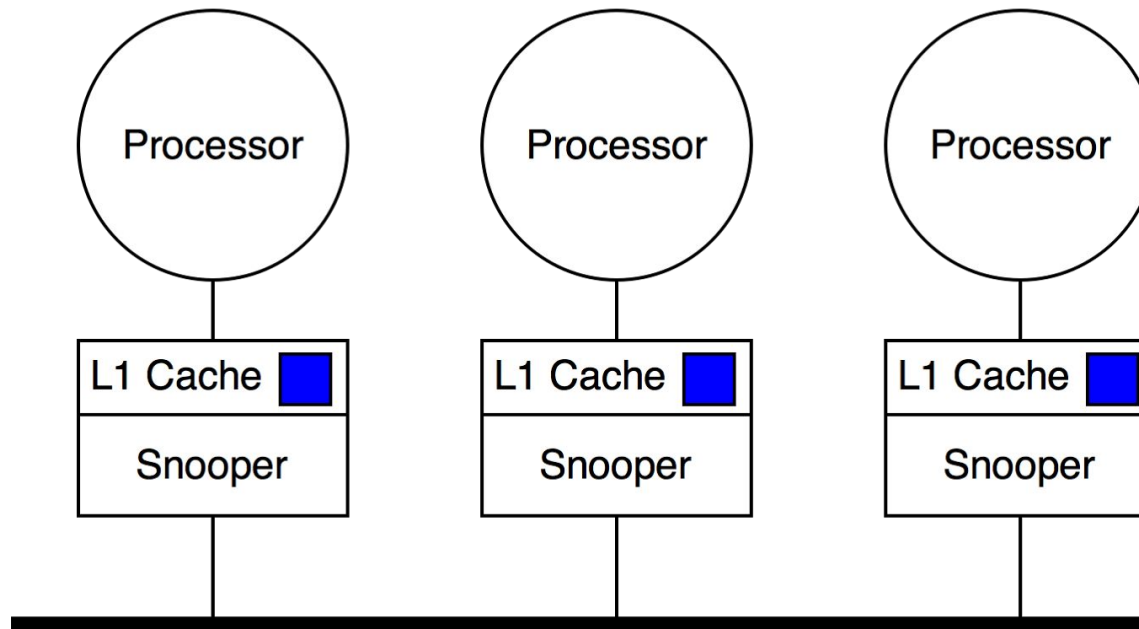 Processor
Processor
Processor
L1 Cache
L1 Cache
L1 Cache
Snooper
Snooper
Snooper